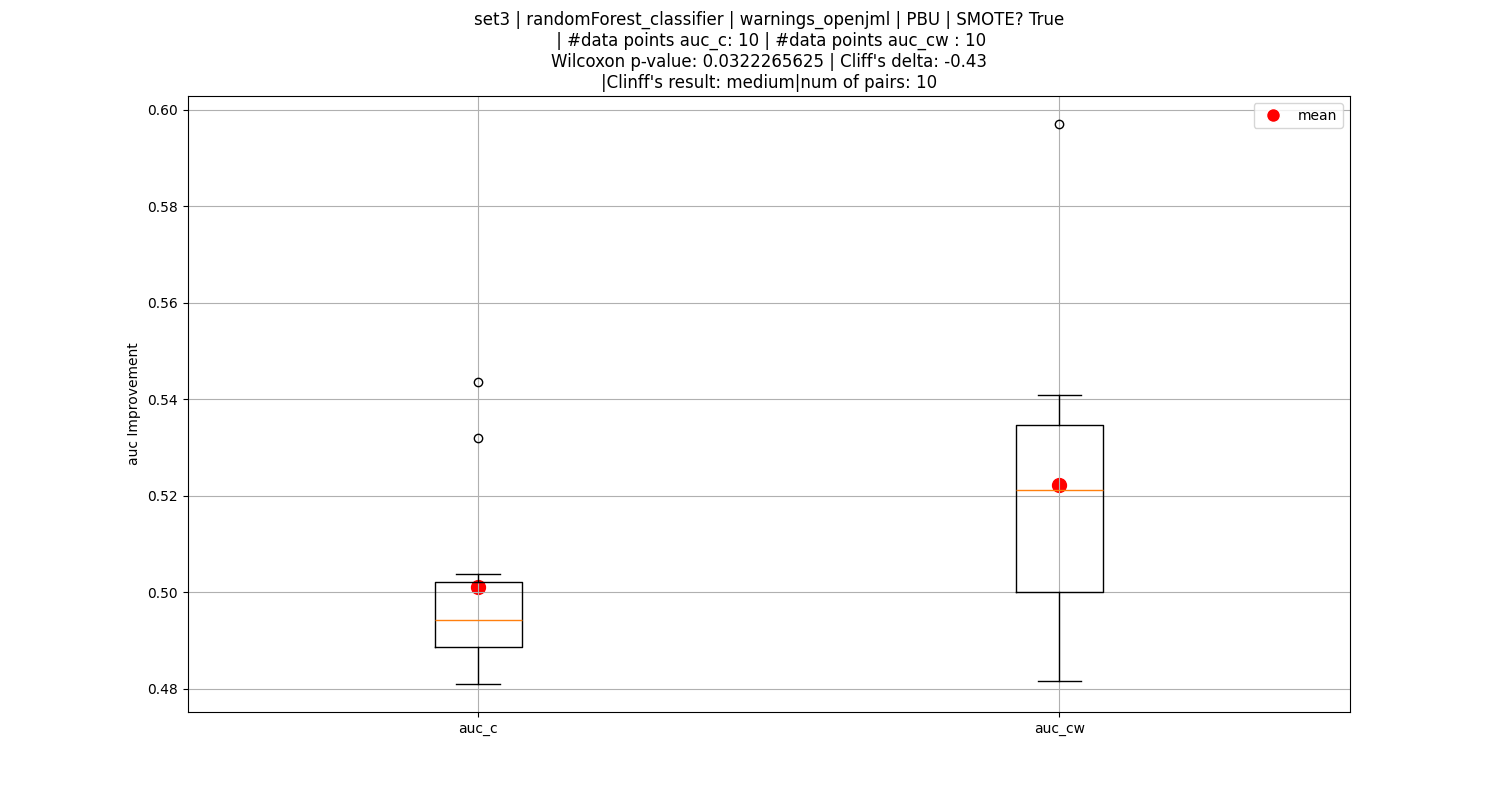 set3 | randomForest_classifier | warnings_openjml | PBU | SMOTE? True
| #data points auc_c: 10 | #data points auc_cw : 10
Wilcoxon p-value: 0.0322265625 | Cliff's delta: -0.43
|Clinff's result: medium|num of pairs: 10
mean
0.60
0.58
0.56
0.54
0.52
0.50
0.48
auc Improvement
auc_c
auc_cw